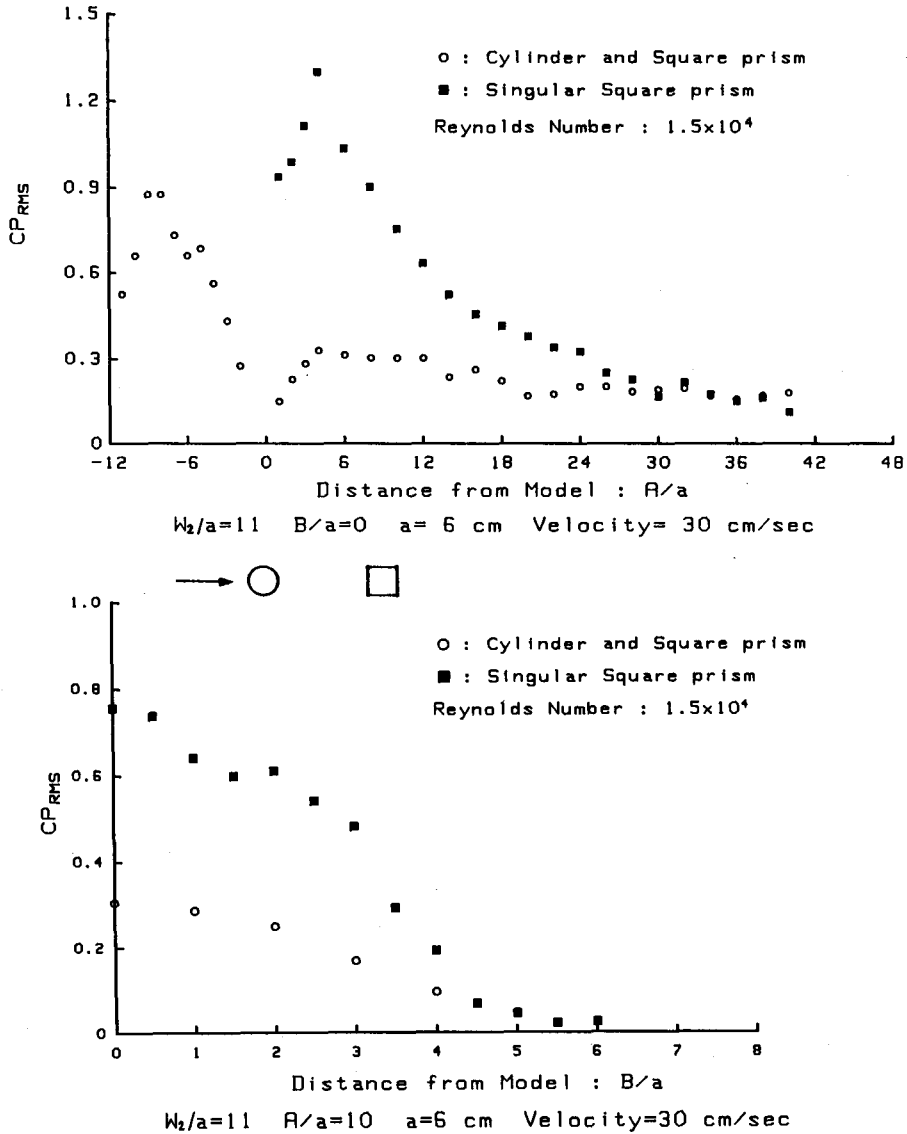 1.5
○ : Cylinder and Square prism
■ : Singular Square prism
Reynolds Number : 1.5x10⁴
1.2
0.9
CP_RMS
0.6
0.3
0
-12 -6 0 6 12 18 24 30 36 42 48
Distance from Model : A/a
W₂/a=11 B/a=0 a= 6 cm Velocity= 30 cm/sec
1.0
○ : Cylinder and Square prism
■ : Singular Square prism
Reynolds Number : 1.5x10⁴
0.8
0.6
CP_RMS
0.4
0.2
0
0 1 2 3 4 5 6 7 8
Distance from Model : B/a
W₂/a=11 A/a=10 a=6 cm Velocity=30 cm/sec